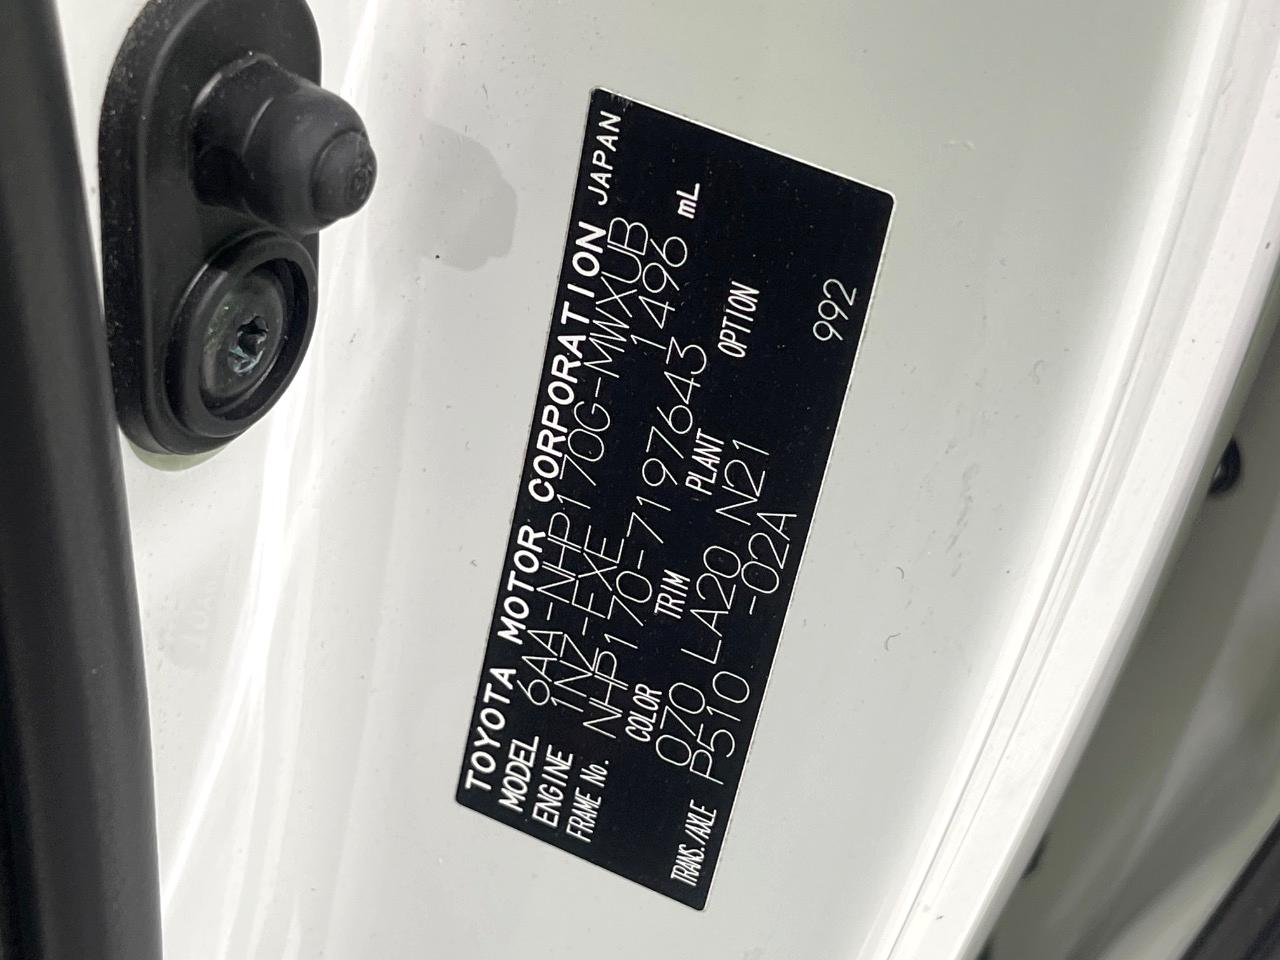 TOYOTA MOTOR CORPORATION JAPAN
MODEL 6AA-NHP170G-MWXUB
ENGINE 1NZ-EXE 1496 mL
FRAME No. NHP170-7197643
COLOR TRIM PLANT OPTION
070 LA20 N21
TRANS./AXLE P510 -02A 992